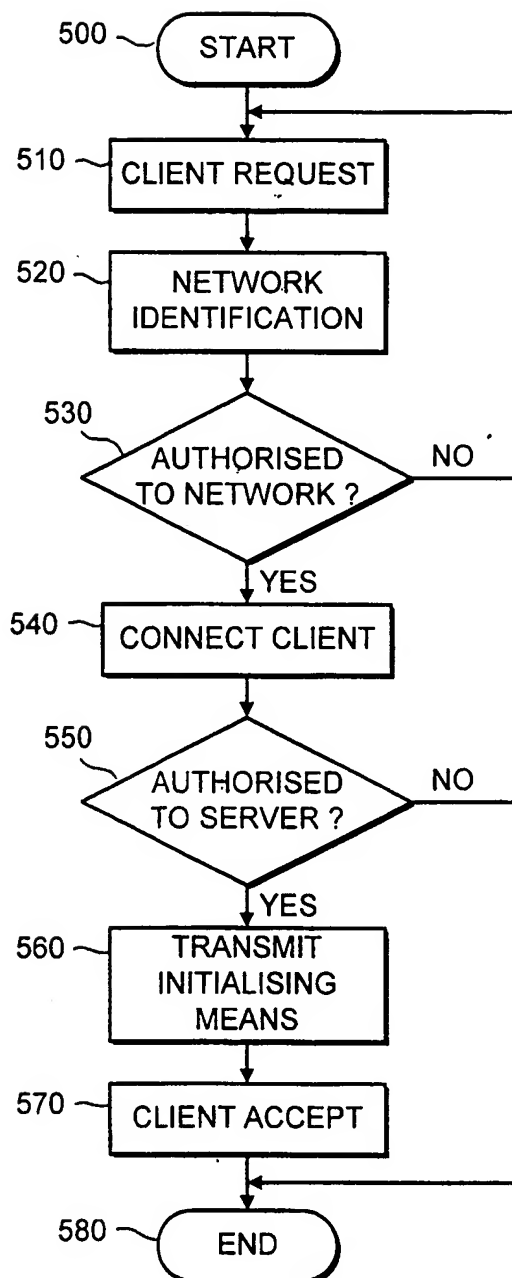 500
START
510
CLIENT REQUEST
520
NETWORK
IDENTIFICATION
530
AUTHORISED
TO NETWORK ?
NO
YES
540
CONNECT CLIENT
550
AUTHORISED
TO SERVER ?
NO
YES
560
TRANSMIT
INITIALISING
MEANS
570
CLIENT ACCEPT
580
END